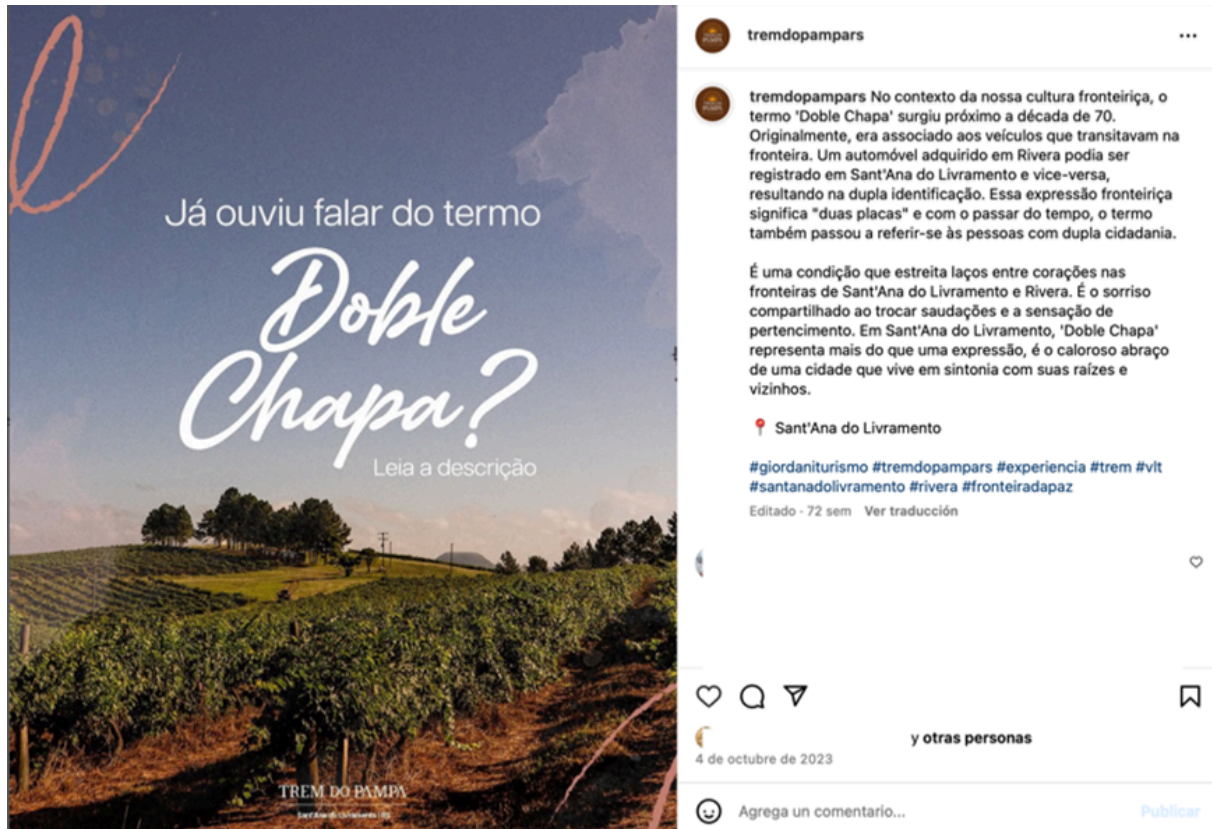 Já ouviu falar do termo
Doble
Chapa?
Leia a descrição
TREM DO PAMPA
Sant'Ana do Livramento | RS
tremdopampars
tremdopampars No contexto da nossa cultura fronteiriça, o
termo 'Doble Chapa' surgiu próximo a década de 70.
Originalmente, era associado aos veículos que transitavam na
fronteira. Um automóvel adquirido em Rivera podia ser
registrado em Sant'Ana do Livramento e vice-versa,
resultando na dupla identificação. Essa expressão fronteiriça
significa "duas placas" e com o passar do tempo, o termo
também passou a referir-se às pessoas com dupla cidadania.
É uma condição que estreita laços entre corações nas
fronteiras de Sant'Ana do Livramento e Rivera. É o sorriso
compartilhado ao trocar saudações e a sensação de
pertencimento. Em Sant'Ana do Livramento, 'Doble Chapa'
representa mais do que uma expressão, é o caloroso abraço
de uma cidade que vive em sintonia com suas raízes e
vizinhos.
Sant'Ana do Livramento
#giordaniturismo #tremdopampars #experiencia #trem #vlt
#santanadolivramento #rivera #fronteiradapaz
Editado · 72 sem Ver traducción
y otras personas
4 de octubre de 2023
Agrega un comentario...
Publicar